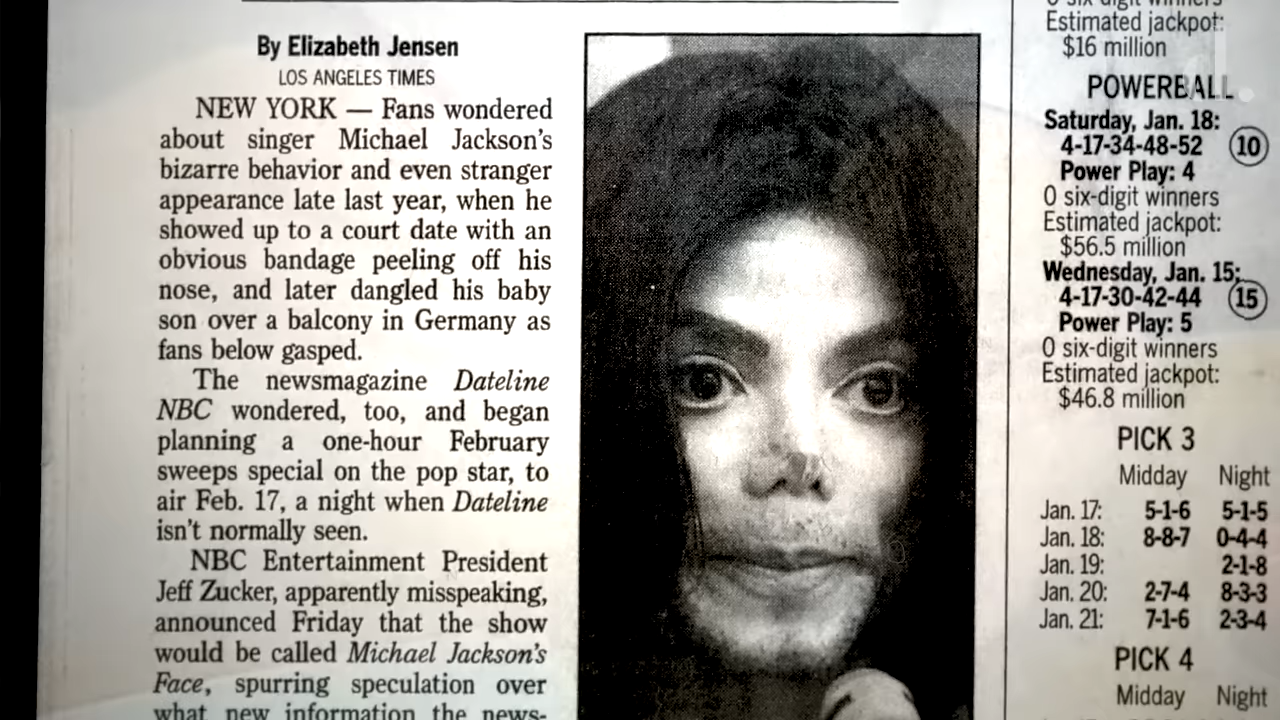 By Elizabeth Jensen
LOS ANGELES TIMES
NEW YORK — Fans wondered
about singer Michael Jackson's
bizarre behavior and even stranger
appearance late last year, when he
showed up to a court date with an
obvious bandage peeling off his
nose, and later dangled his baby
son over a balcony in Germany as
fans below gasped.
The newsmagazine Dateline
NBC wondered, too, and began
planning a one-hour February
sweeps special on the pop star, to
air Feb. 17, a night when Dateline
isn't normally seen.
NBC Entertainment President
Jeff Zucker, apparently misspeaking,
announced Friday that the show
would be called Michael Jackson's
Face, spurring speculation over
what new information the news-
0 six-digit winners
Estimated jackpot:
$16 million
POWERBALL
Saturday, Jan. 18:
4-17-34-48-52 10
Power Play: 4
0 six-digit winners
Estimated jackpot:
$56.5 million
Wednesday, Jan. 15:
4-17-30-42-44 15
Power Play: 5
0 six-digit winners
Estimated jackpot:
$46.8 million
PICK 3
Midday Night
Jan. 17: 5-1-6 5-1-5
Jan. 18: 8-8-7 0-4-4
Jan. 19: 2-1-8
Jan. 20: 2-7-4 8-3-3
Jan. 21: 7-1-6 2-3-4
PICK 4
Midday Night